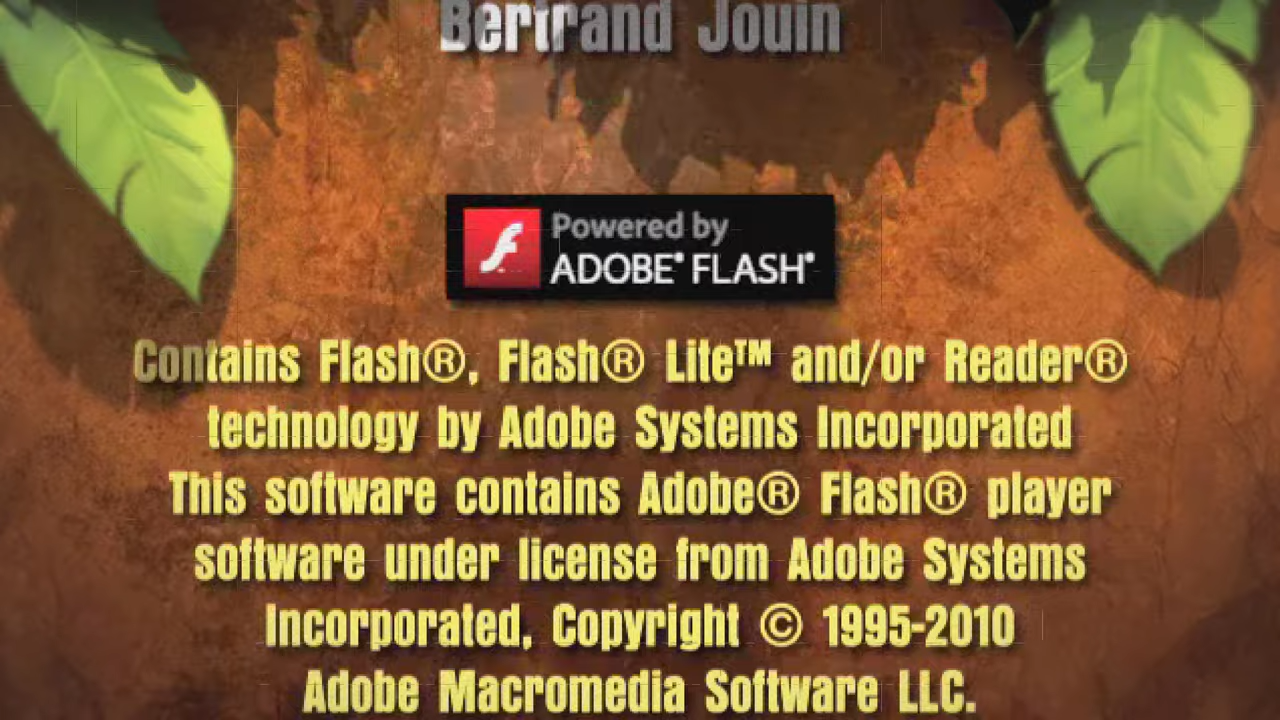 Bertrand Jouin
Powered by
ADOBE® FLASH®
Contains Flash®, Flash® Lite™ and/or Reader®
technology by Adobe Systems Incorporated
This software contains Adobe® Flash® player
software under license from Adobe Systems
Incorporated, Copyright © 1995-2010
Adobe Macromedia Software LLC.